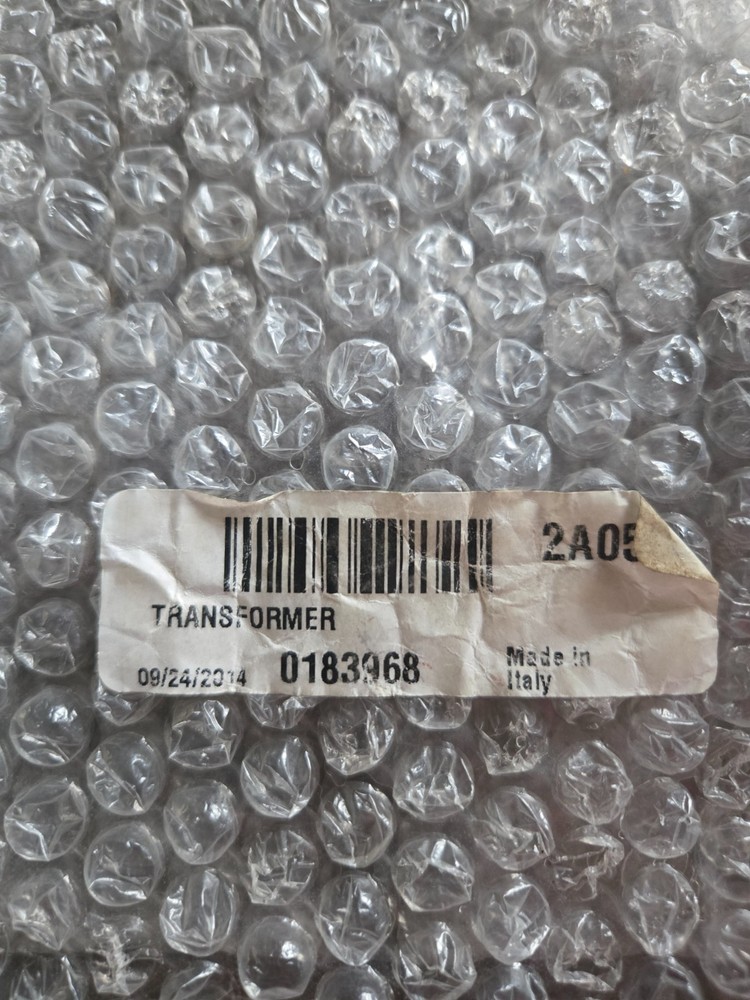 2A05
TRANSFORMER
09/24/2014 0183968 Made in
Italy